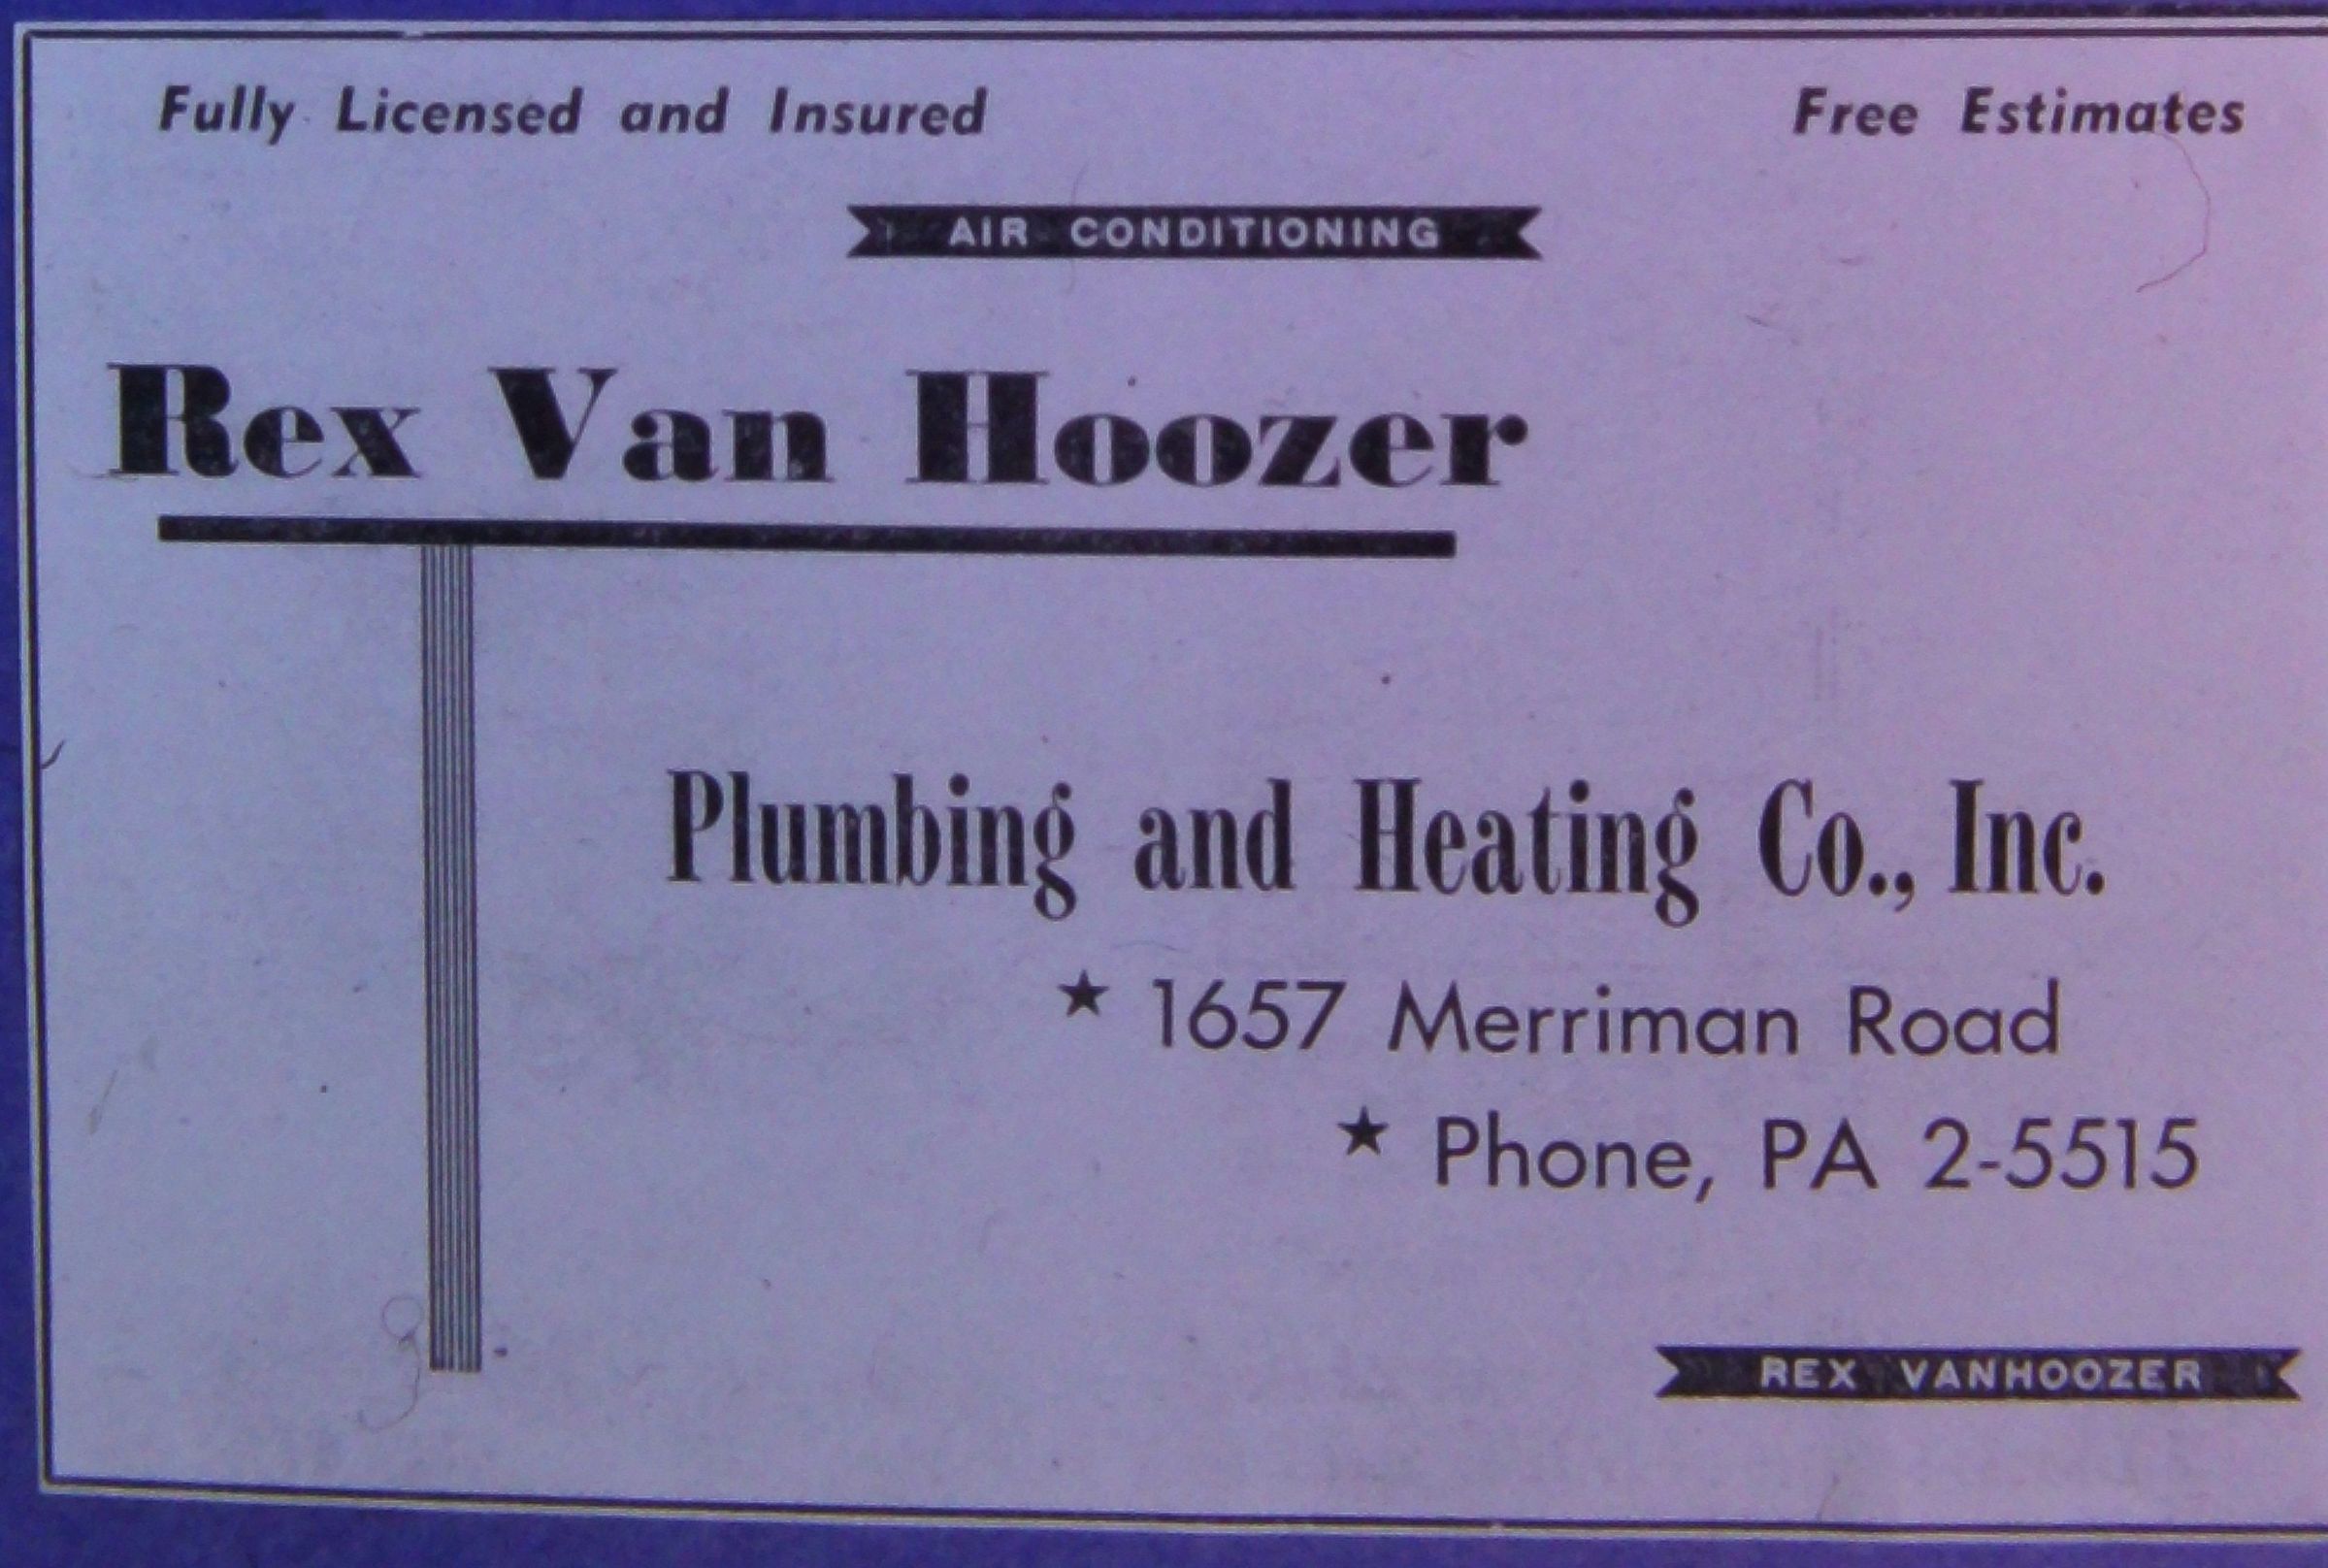 Fully Licensed and Insured Free Estimates
AIR CONDITIONING
Rex Van Hoozer
Plumbing and Heating Co., Inc.
★ 1657 Merriman Road
★ Phone, PA 2-5515
REX VANHOOZER